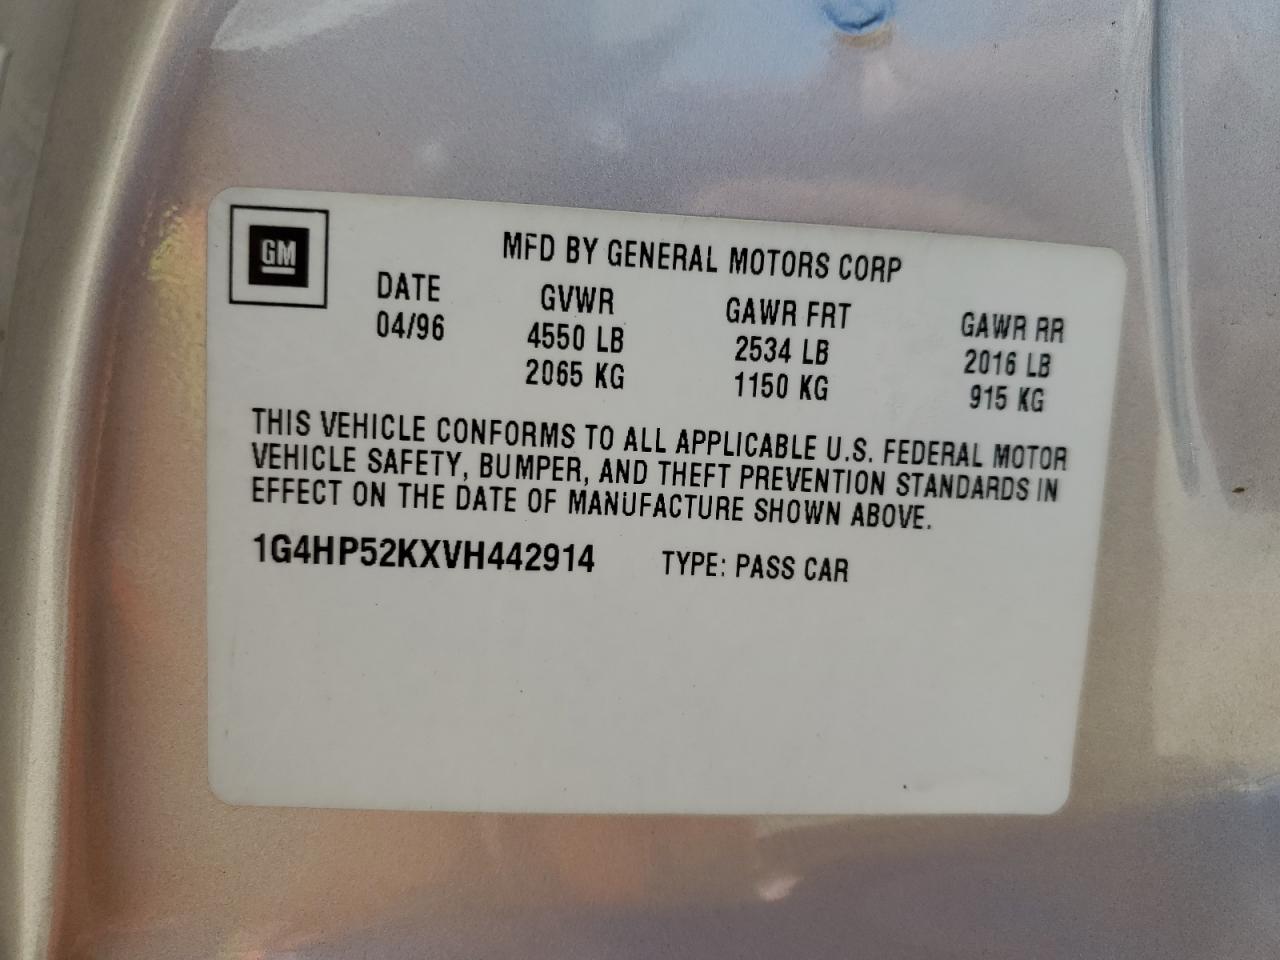 GM
MFD BY GENERAL MOTORS CORP
DATE GVWR GAWR FRT GAWR RR
04/96 4550 LB 2534 LB 2016 LB
2065 KG 1150 KG 915 KG
THIS VEHICLE CONFORMS TO ALL APPLICABLE U.S. FEDERAL MOTOR
VEHICLE SAFETY, BUMPER, AND THEFT PREVENTION STANDARDS IN
EFFECT ON THE DATE OF MANUFACTURE SHOWN ABOVE.
1G4HP52KXVH442914 TYPE: PASS CAR